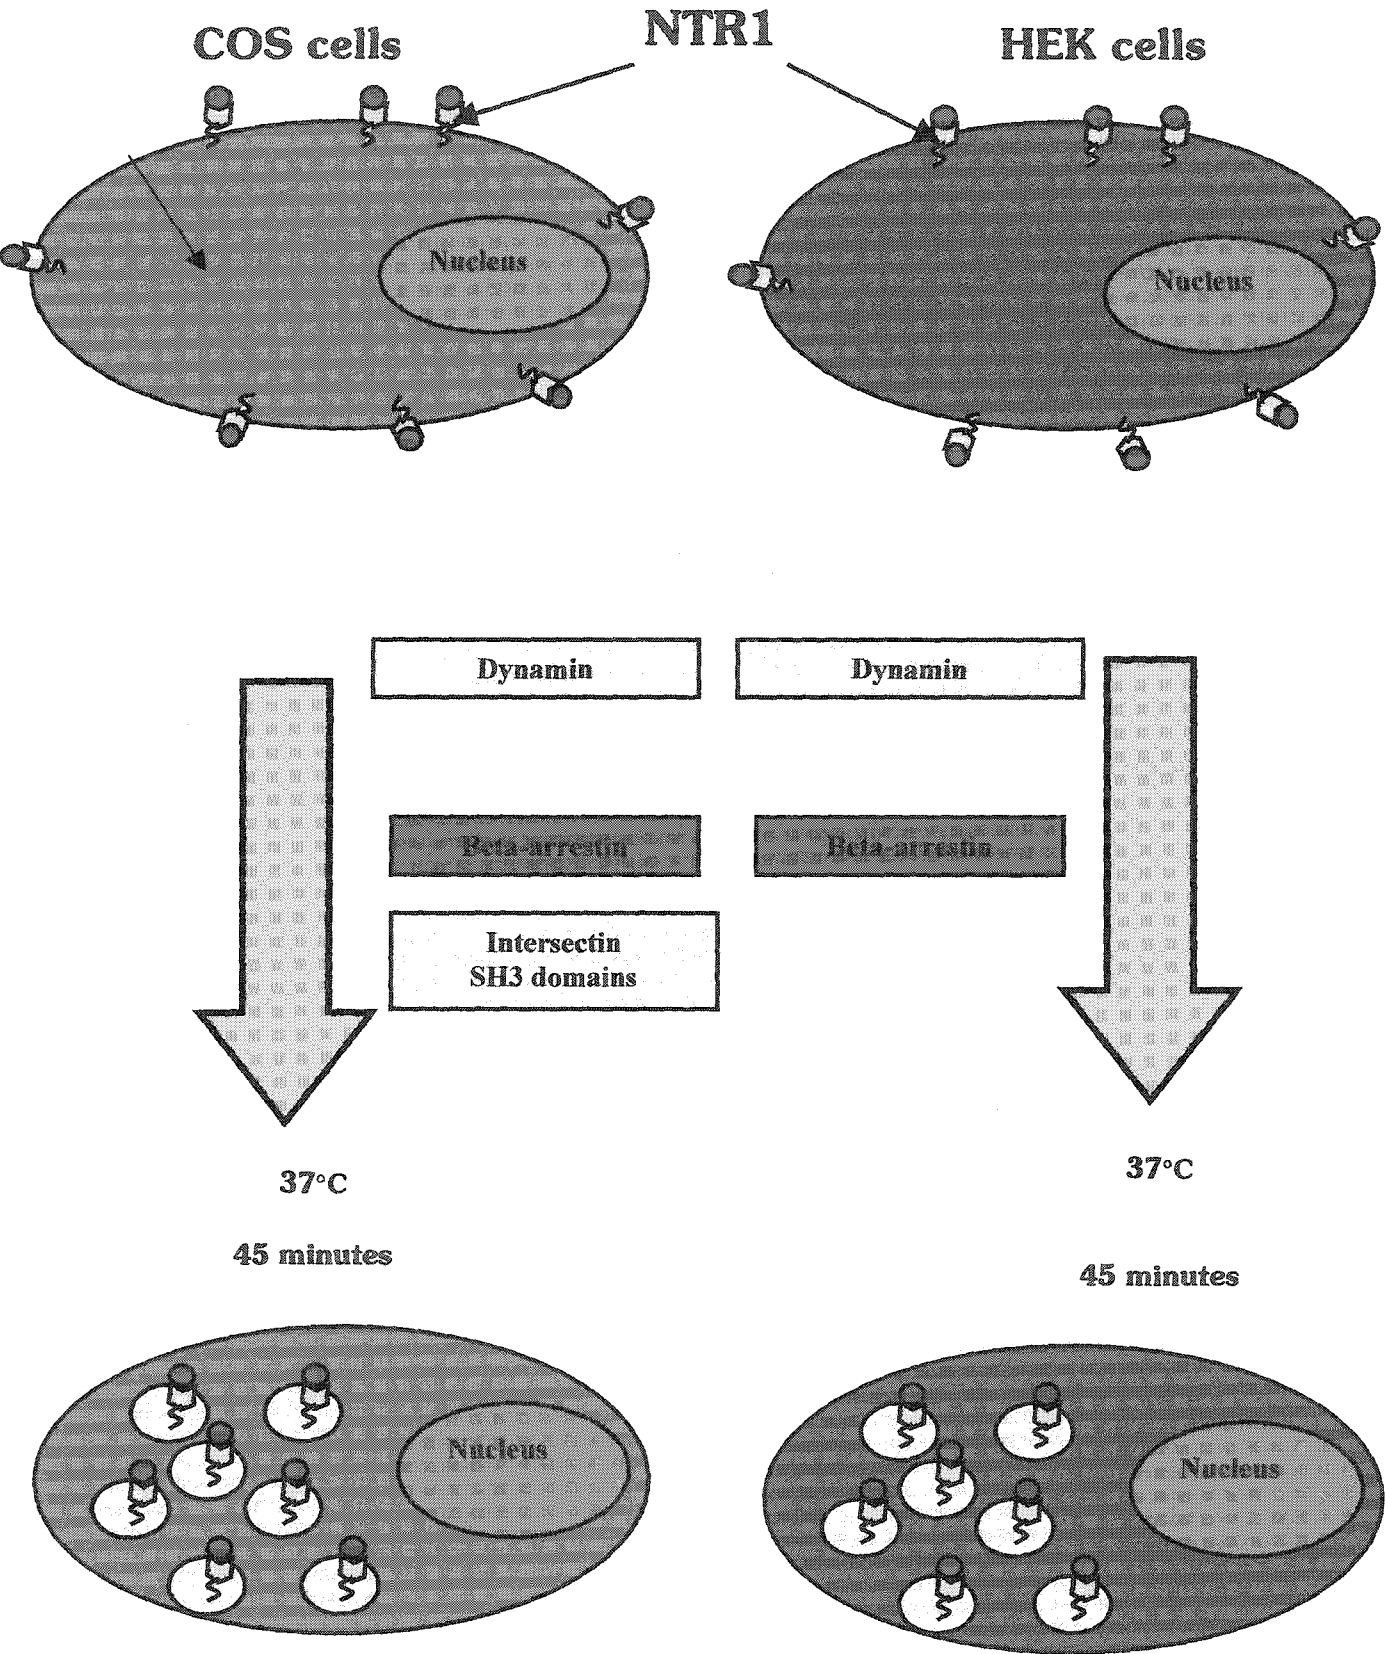 COS cells
NTR1
HEK cells
Nucleus
Nucleus
Dynamin
Dynamin
Beta-arrestin
Beta-arrestin
Intersectin
SH3 domains
37°C
37°C
45 minutes
45 minutes
Nucleus
Nucleus